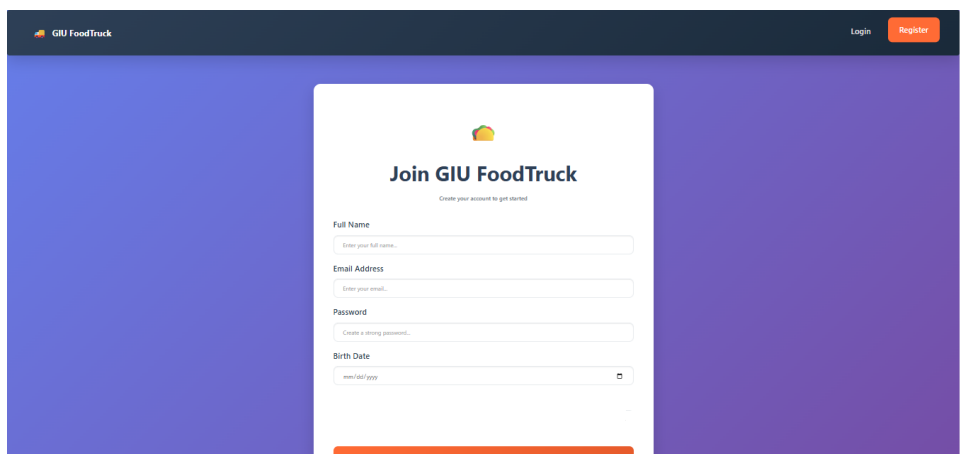 GIU FoodTruck
Login
Register
Join GIU FoodTruck
Create your account to get started
Full Name
Enter your full name...
Email Address
Enter your email...
Password
Create a strong password...
Birth Date
mm/dd/yyyy